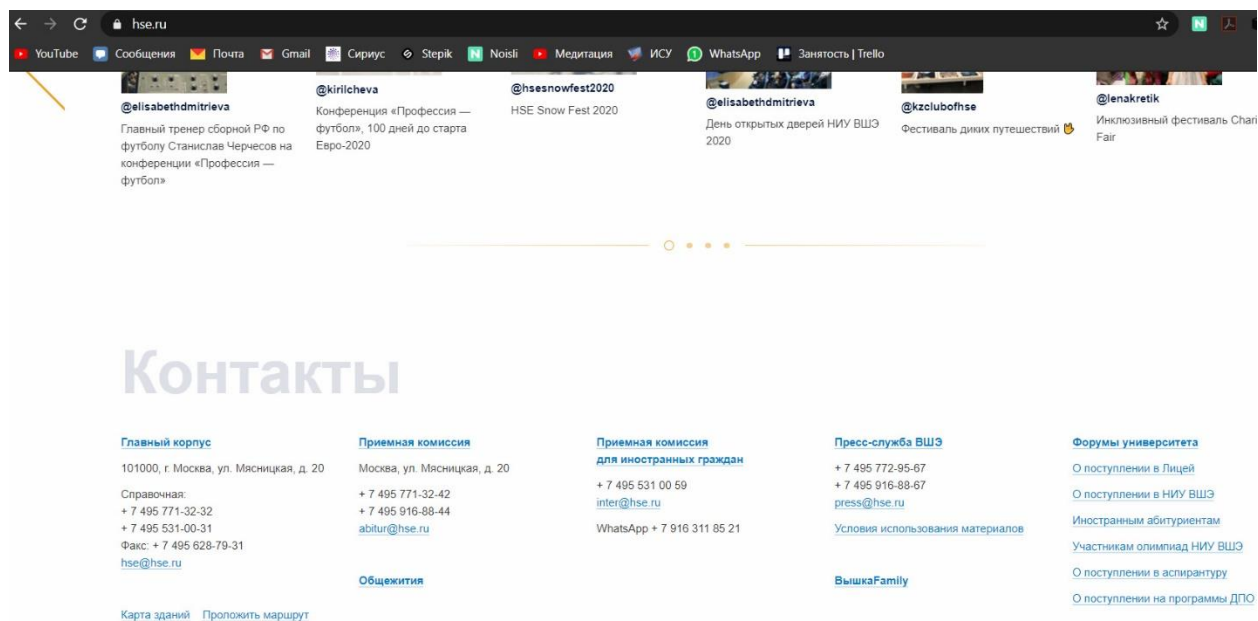 hse.ru
YouTube Сообщения Почта Gmail Сириус Stepik Noisli Медитация ИСУ WhatsApp Занятость | Trello
@elisabethdmitrieva
Главный тренер сборной РФ по
футболу Станислав Черчесов на
конференции «Профессия —
футбол»
@kirilcheva
Конференция «Профессия —
футбол», 100 дней до старта
Евро-2020
@hsesnowfest2020
HSE Snow Fest 2020
@elisabethdmitrieva
День открытых дверей НИУ ВШЭ
2020
@kzclubofhse
Фестиваль диких путешествий
@lenakretik
Инклюзивный фестиваль Chari
Fair
Контакты
Главный корпус
101000, г. Москва, ул. Мясницкая, д. 20
Справочная:
+ 7 495 771-32-32
+ 7 495 531-00-31
Факс: + 7 495 628-79-31
hse@hse.ru
Карта зданий Проложить маршрут
Приемная комиссия
Москва, ул. Мясницкая, д. 20
+ 7 495 771-32-42
+ 7 495 916-88-44
abitur@hse.ru
Общежития
Приемная комиссия
для иностранных граждан
+ 7 495 531 00 59
inter@hse.ru
WhatsApp + 7 916 311 85 21
Пресс-служба ВШЭ
+ 7 495 772-95-67
+ 7 495 916-88-67
press@hse.ru
Условия использования материалов
ВышкаFamily
Форумы университета
О поступлении в Лицей
О поступлении в НИУ ВШЭ
Иностранным абитуриентам
Участникам олимпиад НИУ ВШЭ
О поступлении в аспирантуру
О поступлении на программы ДПО